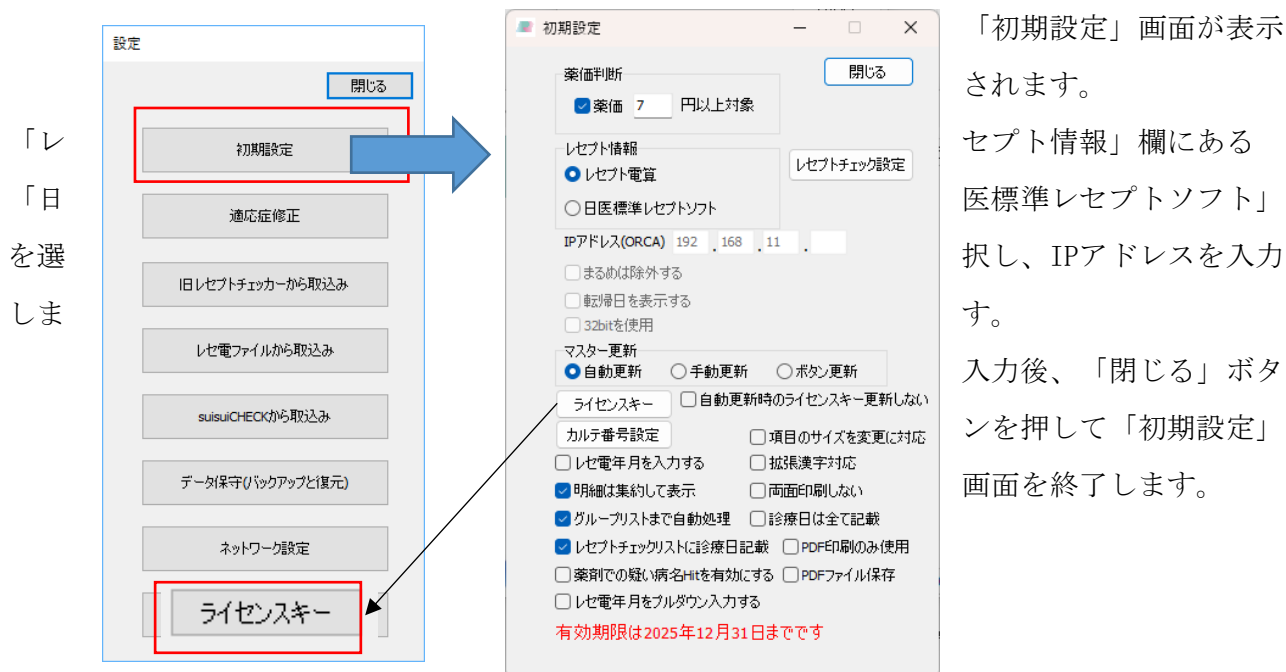 設定
閉じる
初期設定
適応症修正
旧レセプトチェッカーから取込み
レセ電ファイルから取込み
suisuiCHECKから取込み
データ保守(バックアップと復元)
ネットワーク設定
ライセンスキー
初期設定
閉じる
薬価判断
薬価 7 円以上対象
レセプト情報
レセプト電算
日医標準レセプトソフト
レセプトチェック設定
IPアドレス(ORCA) 192 . 168 . 11 .
まるめは除外する
転帰日を表示する
32bitを使用
マスター更新
自動更新 手動更新 ボタン更新
ライセンスキー 自動更新時のライセンスキー更新しない
カルテ番号設定 項目のサイズを変更に対応
レセ電年月を入力する 拡張漢字対応
明細は集約して表示 両面印刷しない
グループリストまで自動処理 診療日は全て記載
レセプトチェックリストに診療日記載 PDF印刷のみ使用
薬剤での疑い病名Hitを有効にする PDFファイル保存
レセ電年月をプルダウン入力する
有効期限は2025年12月31日までです
「初期設定」画面が表示
されます。
「レセプト情報」欄にある
「日医標準レセプトソフト」
を選択し、IPアドレスを入力
します。
入力後、「閉じる」ボタ
ンを押して「初期設定」
画面を終了します。